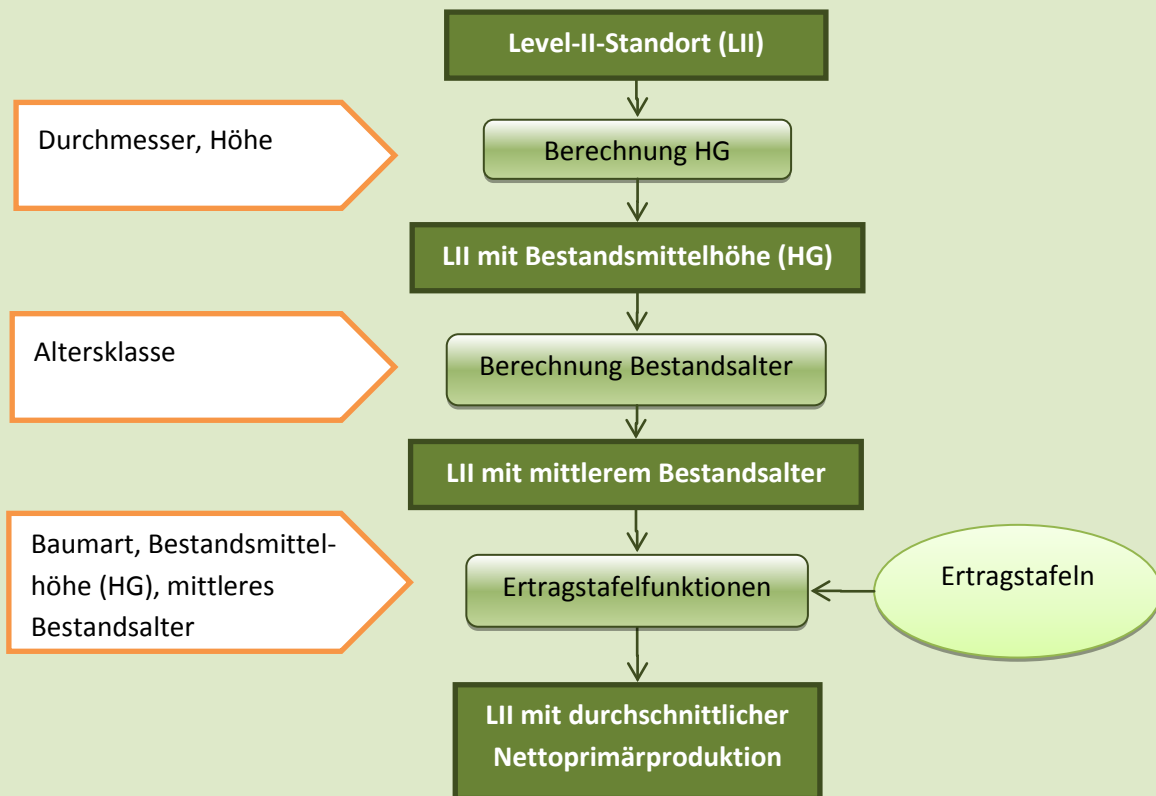 Level-II-Standort (LII)
Durchmesser, Höhe
Berechnung HG
LII mit Bestandsmittelhöhe (HG)
Altersklasse
Berechnung Bestandsalter
LII mit mittlerem Bestandsalter
Baumart, Bestandsmittel-
höhe (HG), mittleres
Bestandsalter
Ertragstafelfunktionen
Ertragstafeln
LII mit durchschnittlicher
Nettoprimärproduktion